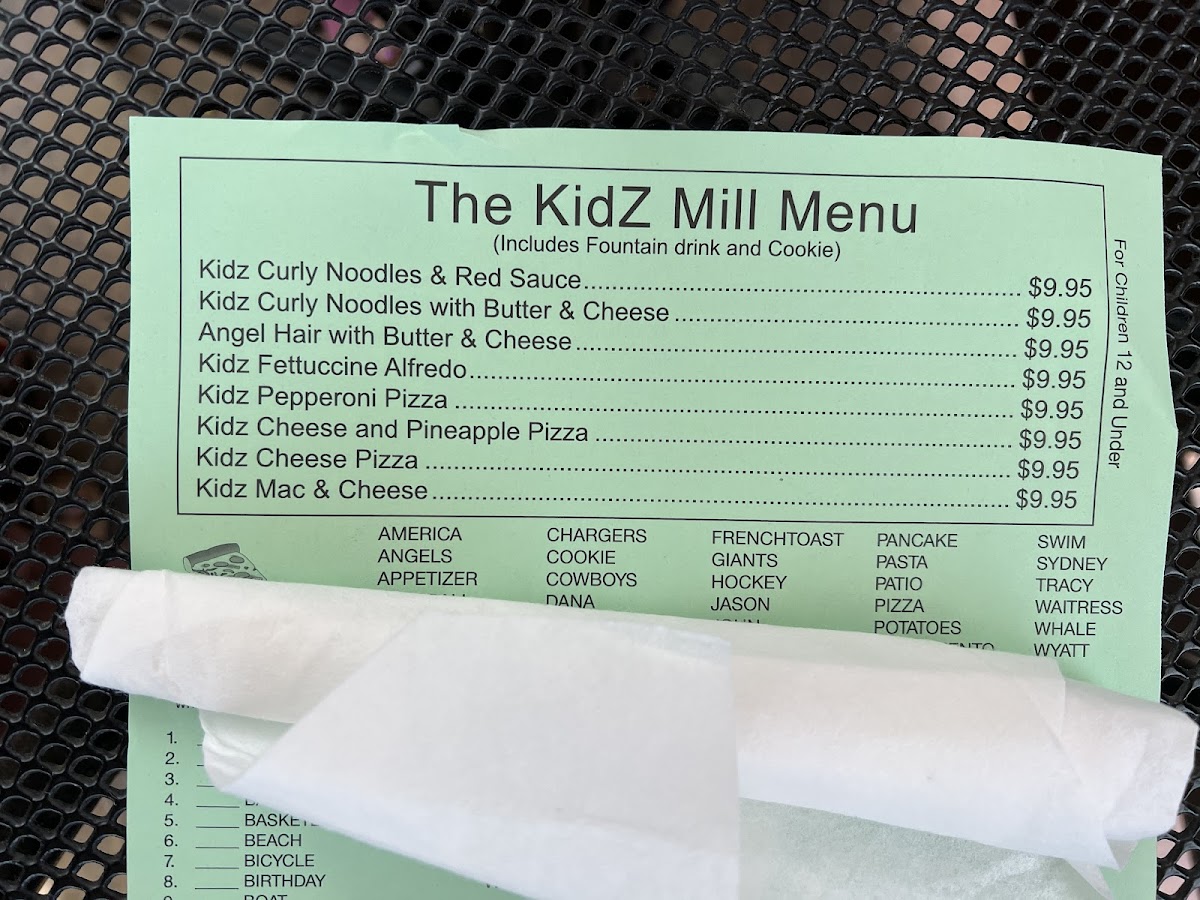 The KidZ Mill Menu
(Includes Fountain drink and Cookie)
Kidz Curly Noodles & Red Sauce........ $9.95
Kidz Curly Noodles with Butter & Cheese ........ $9.95
Angel Hair with Butter & Cheese........ $9.95
Kidz Fettuccine Alfredo........ $9.95
Kidz Pepperoni Pizza ........ $9.95
Kidz Cheese and Pineapple Pizza ........ $9.95
Kidz Cheese Pizza ........ $9.95
Kidz Mac & Cheese........ $9.95
For Children 12 and Under
AMERICA CHARGERS FRENCHTOAST PANCAKE SWIM
ANGELS COOKIE GIANTS PASTA SYDNEY
APPETIZER COWBOYS HOCKEY PATIO TRACY
DANA JASON PIZZA WAITRESS
JOHN POTATOES WHALE
WYATT
1.
2.
3.
4.
5.
6. ____ BEACH
7. ____ BICYCLE
8. ____ BIRTHDAY
BOAT